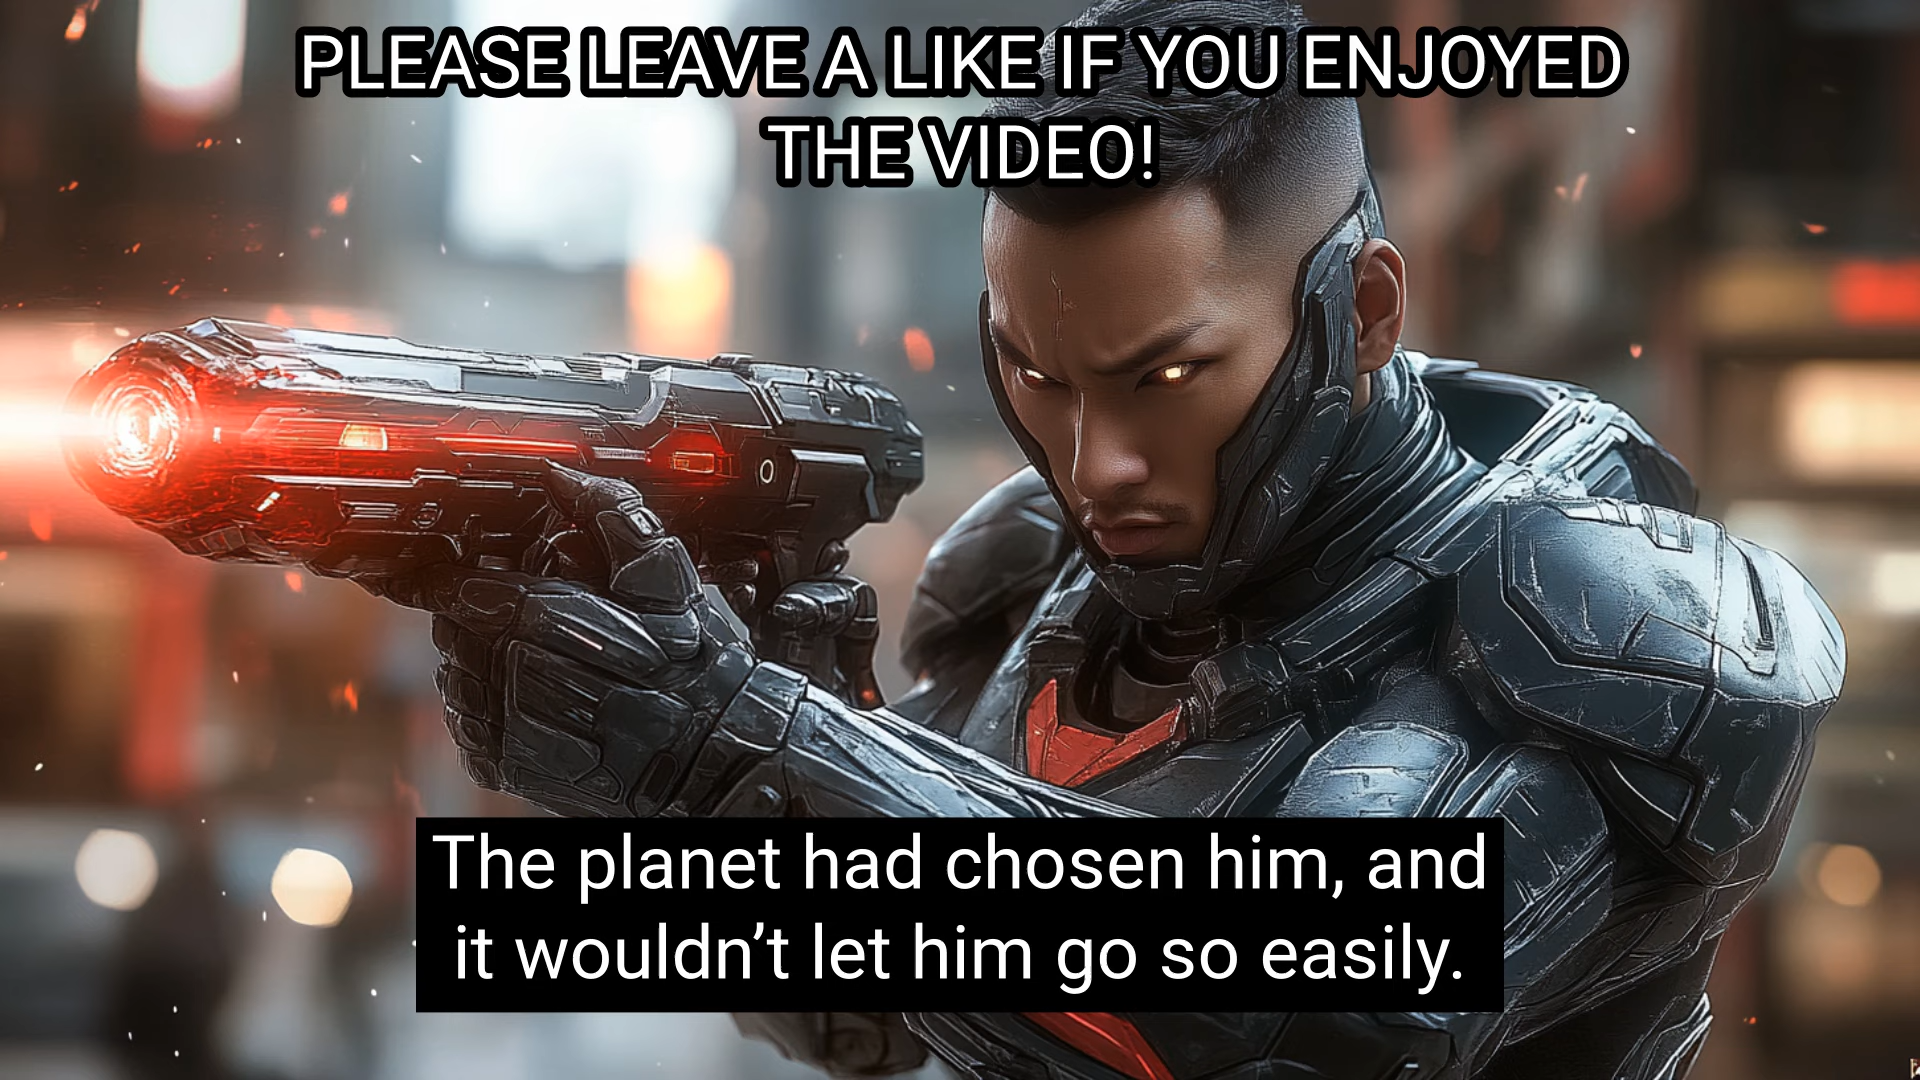 PLEASE LEAVE A LIKE IF YOU ENJOYED
THE VIDEO!
The planet had chosen him, and
it wouldn’t let him go so easily.